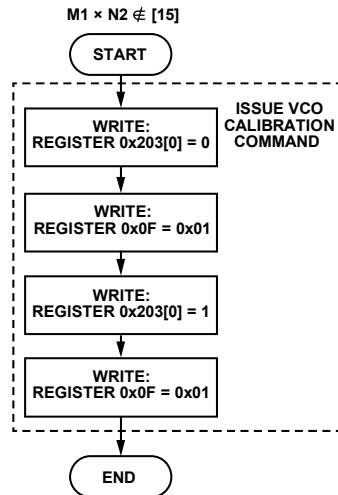 M1 × N2 ∉ [15]
START
ISSUE VCO
CALIBRATION
COMMAND
WRITE:
REGISTER 0x203[0] = 0
WRITE:
REGISTER 0x0F = 0x01
WRITE:
REGISTER 0x203[0] = 1
WRITE:
REGISTER 0x0F = 0x01
END